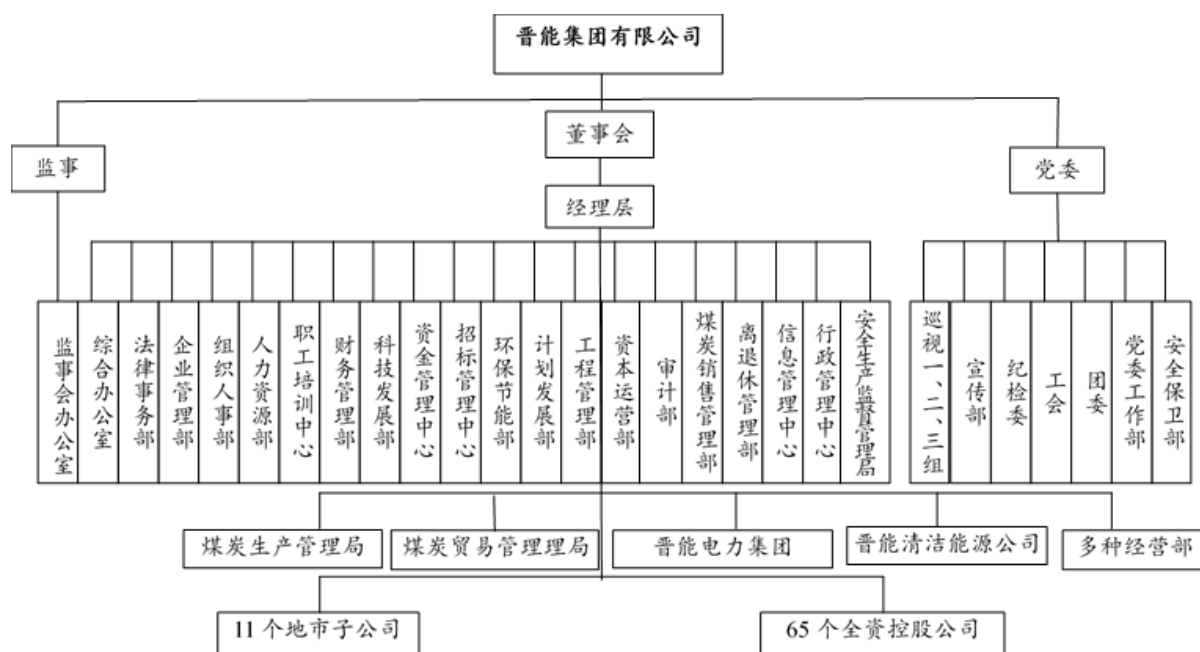 晋能集团有限公司
董事会
监事
党委
经理层
监事会办公室
综合办公室
法律事务部
企业管理部
组织人事部
人力资源部
职工培训中心
财务管理部
科技发展部
资金管理中心
招标管理中心
环保节能部
计划发展部
工程管理部
资本运营部
审计部
煤炭销售管理部
离退休管理部
信息管理中心
行政管理中心
安全生产监督管理局
巡视一、二、三组
宣传部
纪检委
工会
团委
党委工作部
安全保卫部
煤炭生产管理局
煤炭贸易管理理局
晋能电力集团
晋能清洁能源公司
多种经营部
11 个地市子公司
65 个全资控股公司